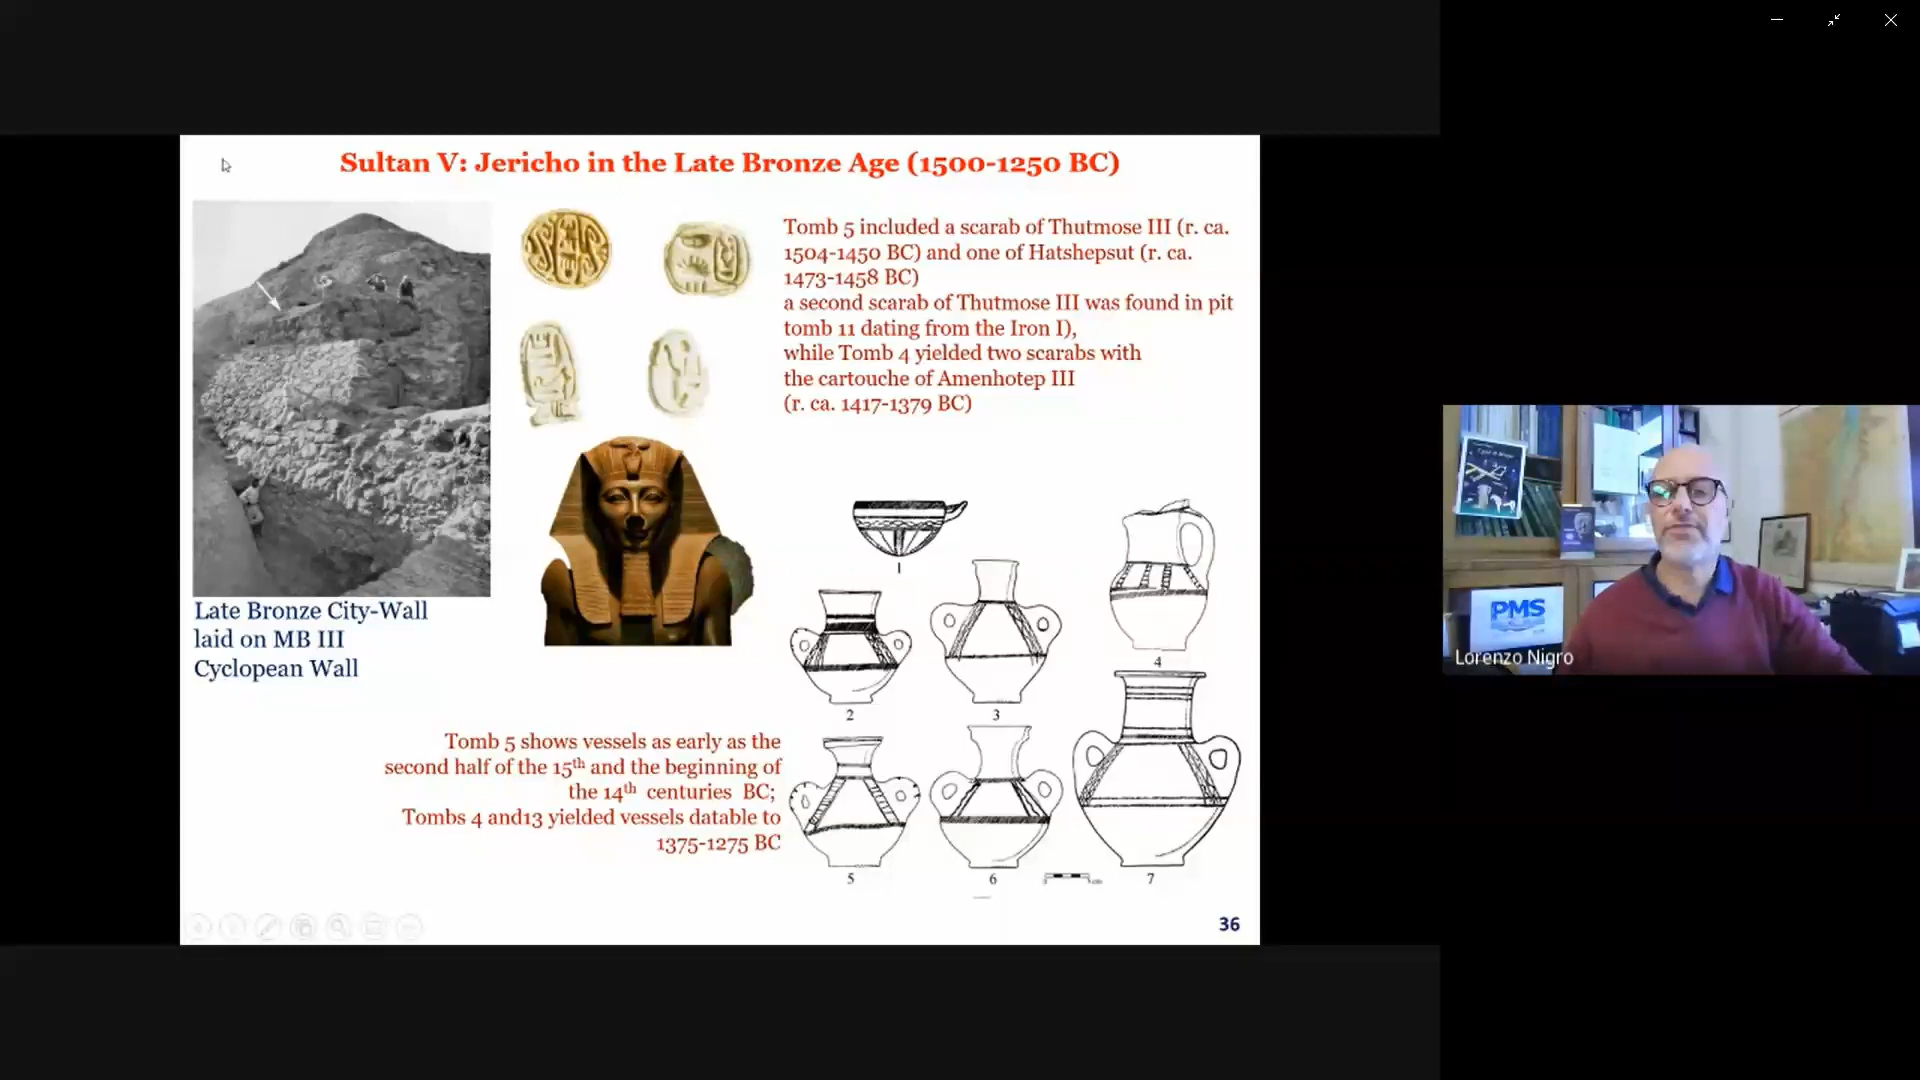 Sultan V: Jericho in the Late Bronze Age (1500-1250 BC)
Tomb 5 included a scarab of Thutmose III (r. ca.
1504-1450 BC) and one of Hatshepsut (r. ca.
1473-1458 BC)
a second scarab of Thutmose III was found in pit
tomb 11 dating from the Iron I),
while Tomb 4 yielded two scarabs with
the cartouche of Amenhotep III
(r. ca. 1417-1379 BC)
Late Bronze City-Wall
laid on MB III
Cyclopean Wall
Tomb 5 shows vessels as early as the
second half of the 15th and the beginning of
the 14th centuries BC;
Tombs 4 and13 yielded vessels datable to
1375-1275 BC
1
2
3
4
5
6
7
36
PMS
Lorenzo Nigro